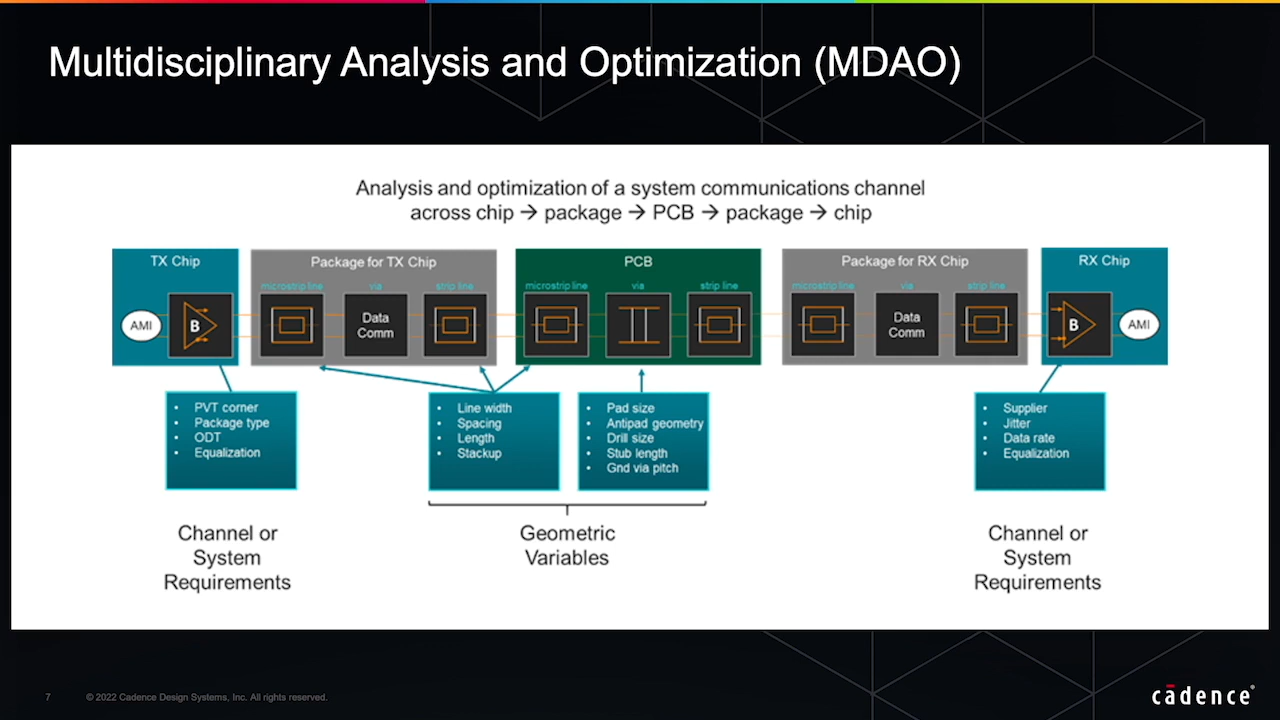 Multidisciplinary Analysis and Optimization (MDAO)
Analysis and optimization of a system communications channel
across chip → package → PCB → package → chip
TX Chip
AMI
B
Package for TX Chip
microstrip line
via
strip line
Data
Comm
PCB
microstrip line
via
strip line
Package for RX Chip
microstrip line
via
strip line
Data
Comm
RX Chip
B
AMI
• PVT corner
• Package type
• ODT
• Equalization
• Line width
• Spacing
• Length
• Stackup
• Pad size
• Antipad geometry
• Drill size
• Stub length
• Gnd via pitch
• Supplier
• Jitter
• Data rate
• Equalization
Channel or
System
Requirements
Geometric
Variables
Channel or
System
Requirements
7
© 2022 Cadence Design Systems, Inc. All rights reserved.
cādence®